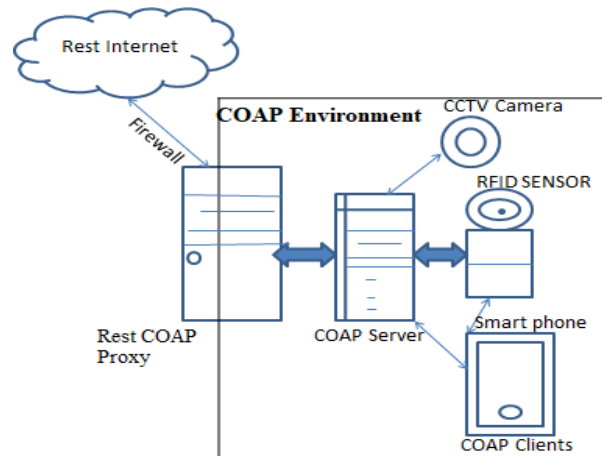 Rest Internet
Firewall
COAP Environment
CCTV Camera
RFID SENSOR
Rest COAP
Proxy
COAP Server
Smart phone
COAP Clients